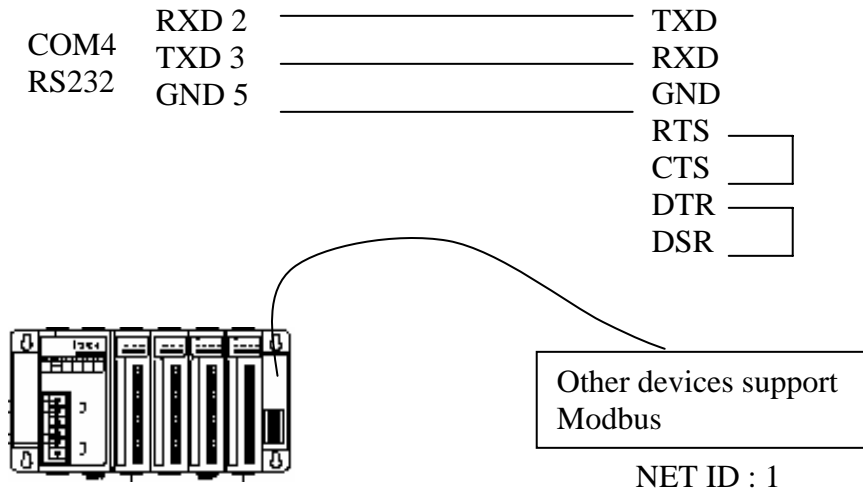 COM4
RS232
RXD 2
TXD 3
GND 5
TXD
RXD
GND
RTS
CTS
DTR
DSR
Other devices support
Modbus
NET ID : 1